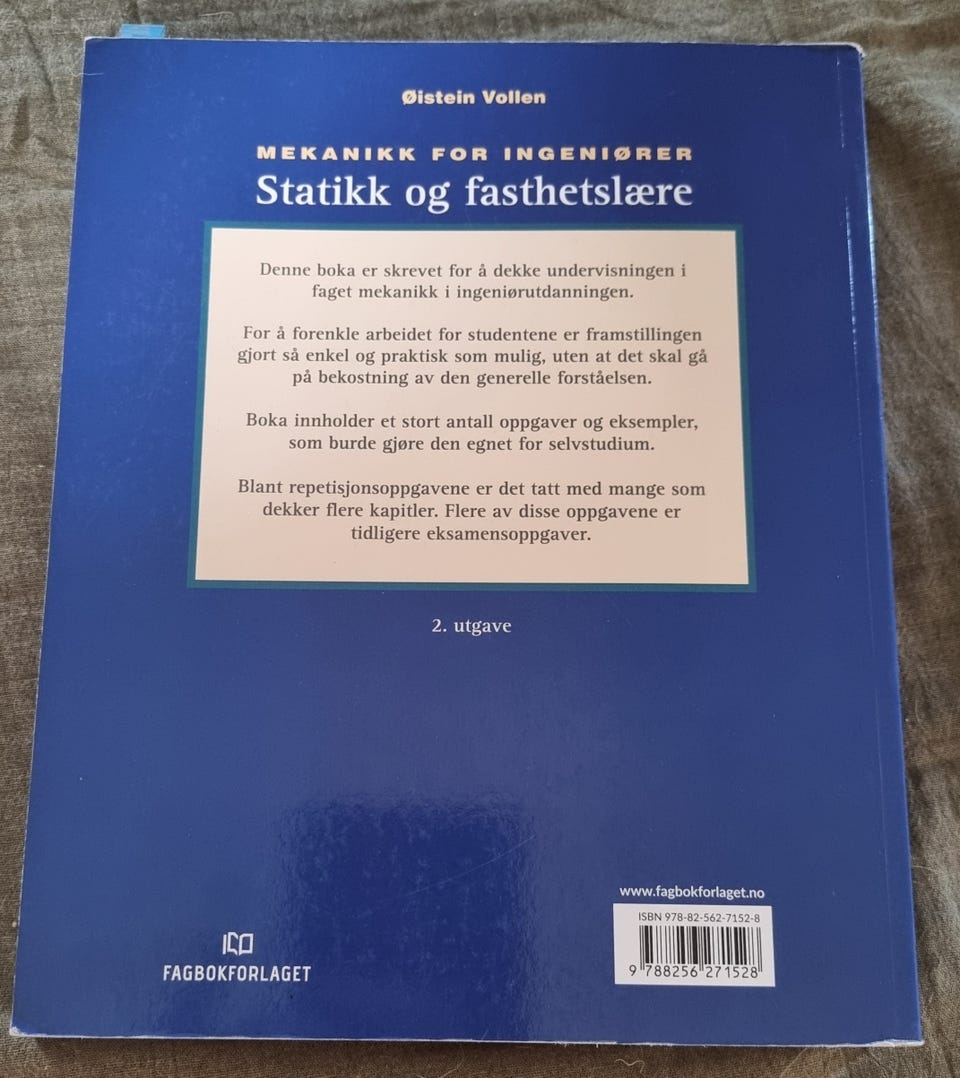 Øistein Vollen
MEKANIKK FOR INGENIØRER
Statikk og fasthetslære
Denne boka er skrevet for å dekke undervisningen i
faget mekanikk i ingeniørutdanningen.
For å forenkle arbeidet for studentene er framstillingen
gjort så enkel og praktisk som mulig, uten at det skal gå
på bekostning av den generelle forståelsen.
Boka innholder et stort antall oppgaver og eksempler,
som burde gjøre den egnet for selvstudium.
Blant repetisjonsoppgavene er det tatt med mange som
dekker flere kapitler. Flere av disse oppgavene er
tidligere eksamensoppgaver.
2. utgave
www.fagbokforlaget.no
ISBN 978-82-562-7152-8
9 788256 271528
FAGBOKFORLAGET